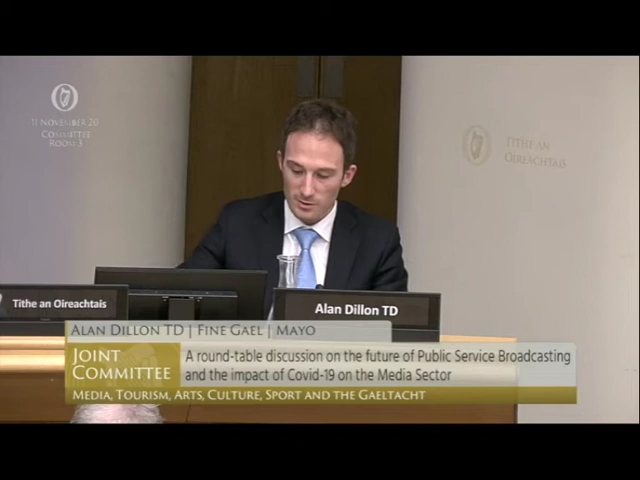 11 NOVEMBER 20
COMMITTEE
ROOM 3
TITHE AN
OIREACHTAIS
Tithe an Oireachtais
Alan Dillon TD
ALAN DILLON TD | FINE GAEL | MAYO
JOINT
COMMITTEE
A round-table discussion on the future of Public Service Broadcasting
and the impact of Covid-19 on the Media Sector
MEDIA, TOURISM, ARTS, CULTURE, SPORT AND THE GAELTACHT